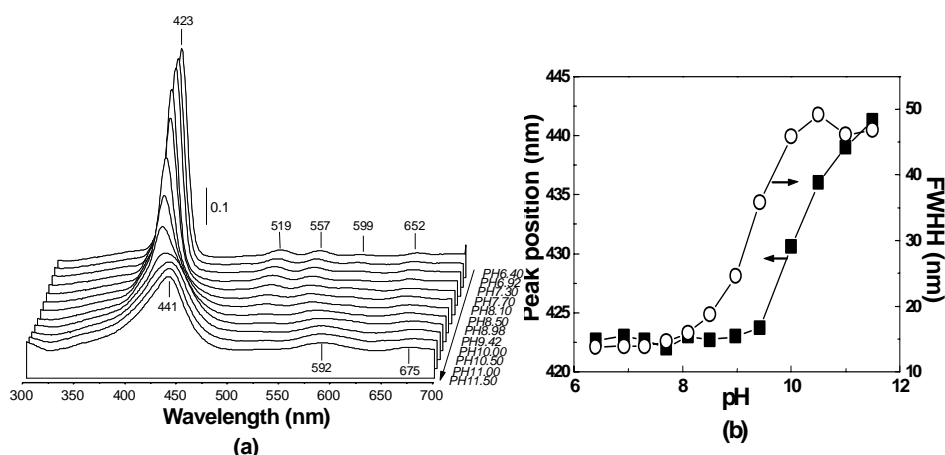 423
0.1
519 557 599 652
PH6.40
PH6.92
PH7.30
PH7.70
PH8.10
PH8.50
PH8.98
PH9.42
PH10.00
PH10.50
PH11.00
PH11.50
441
592 675
300 350 400 450 500 550 600 650 700
Wavelength (nm)
(a)
Peak position (nm)
445
440
435
430
425
420
50
40
30
20
10
FWHH (nm)
6 8 10 12
pH
(b)